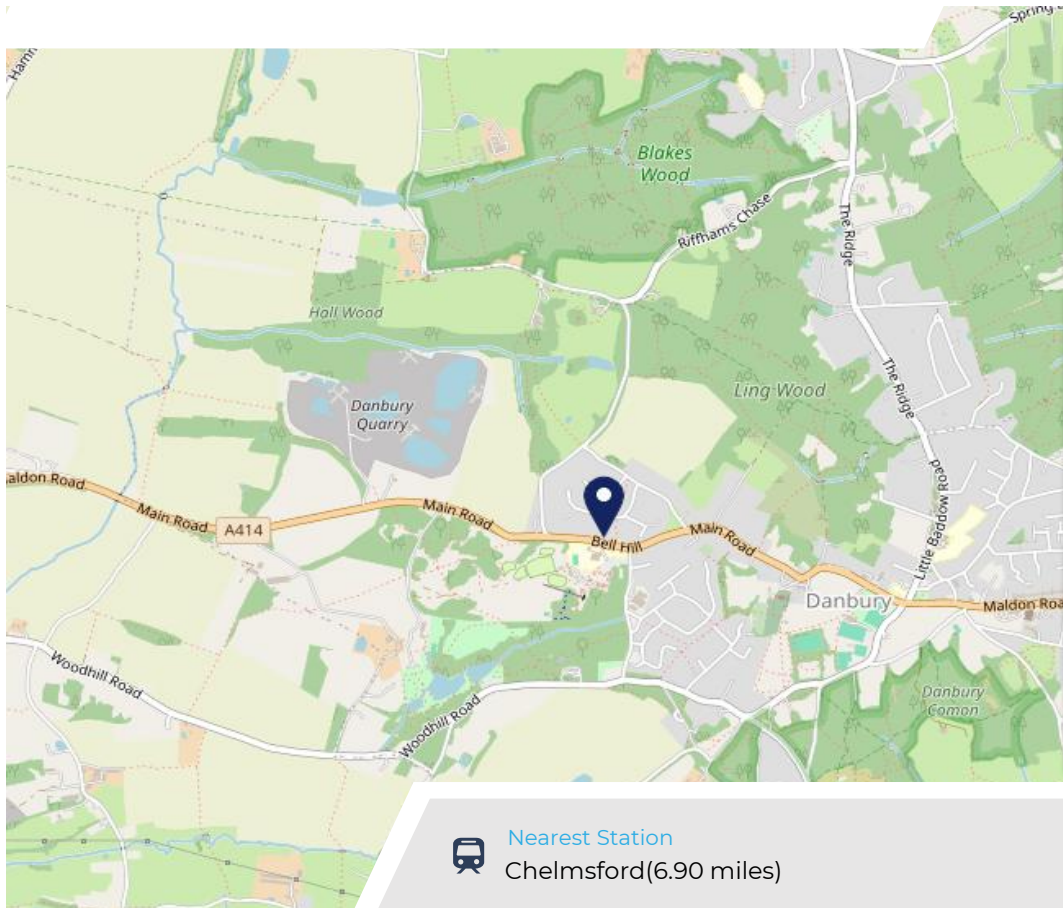 Spring
Hamm
Blakes
Wood
Riffhams Chase
The Ridge
Hall Wood
The Ridge
Ling Wood
Danbury
Quarry
aldon Road
Main Road
A414
Main Road
Bell Hill
Main Road
Little Baddow Road
Danbury
Maldon Roa
Woodhill Road
Woodhill Road
Danbury
Comon
Nearest Station
Chelmsford(6.90 miles)